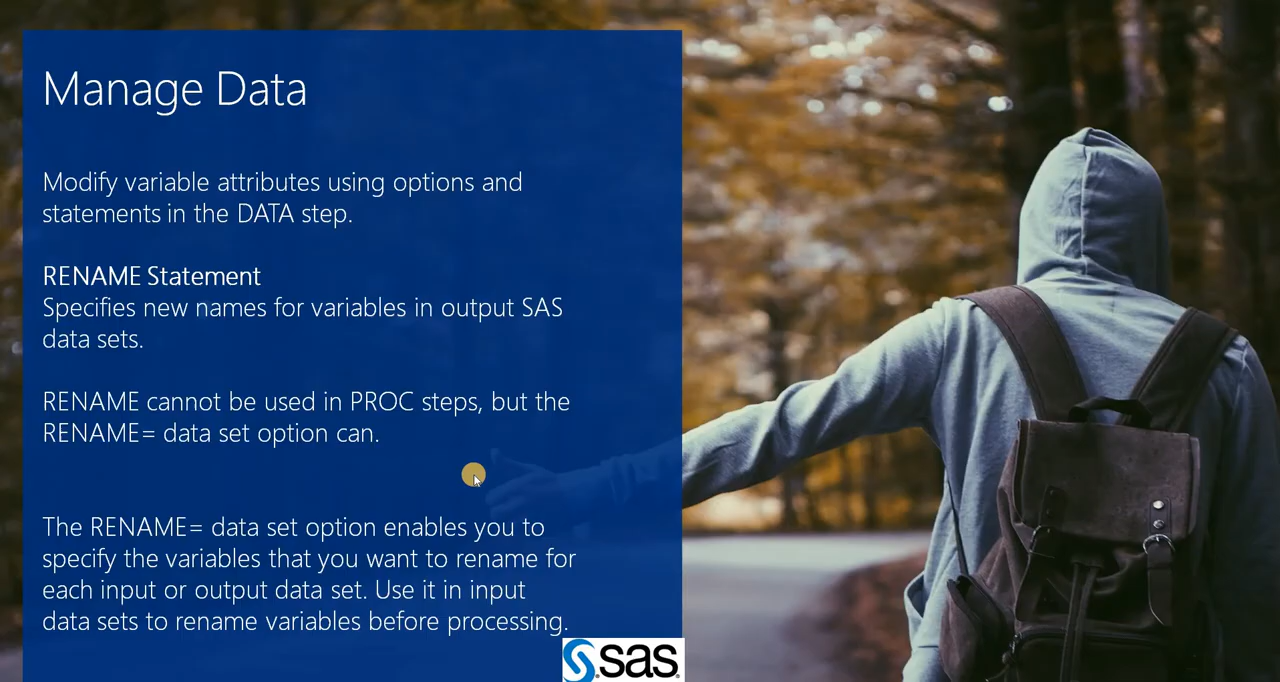 Manage Data
Modify variable attributes using options and
statements in the DATA step.
RENAME Statement
Specifies new names for variables in output SAS
data sets.
RENAME cannot be used in PROC steps, but the
RENAME= data set option can.
The RENAME= data set option enables you to
specify the variables that you want to rename for
each input or output data set. Use it in input
data sets to rename variables before processing.
sas